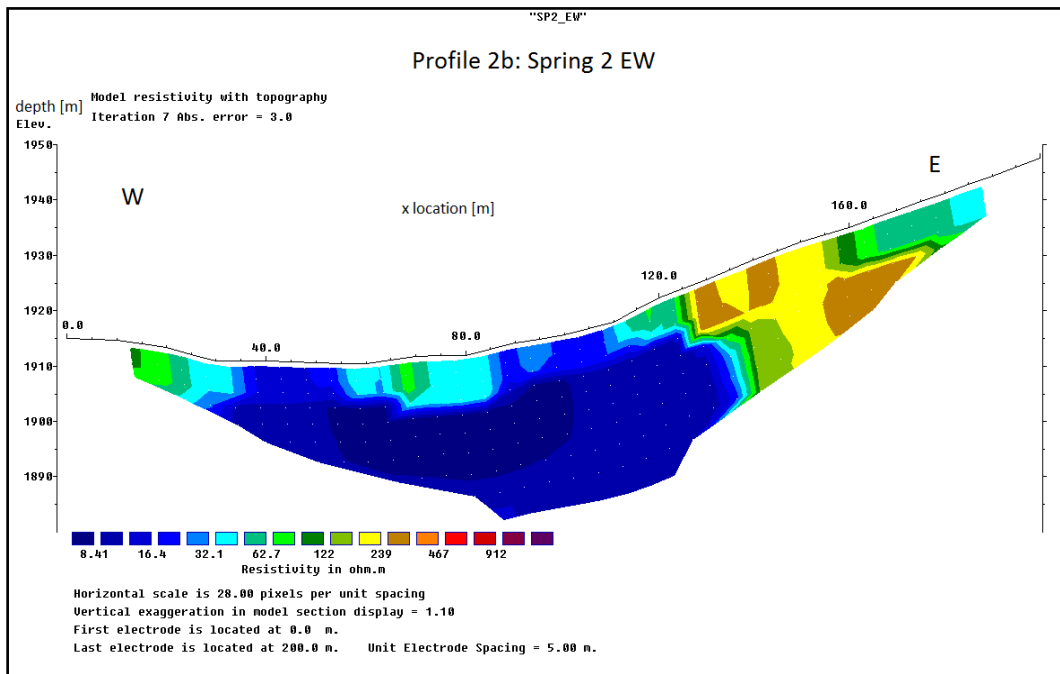 "SP2_EW"
Profile 2b: Spring 2 EW
depth [m]
Model resistivity with topography
Iteration 7 Abs. error = 3.0
Elev.
1950
W
E
1940
x location [m]
160.0
1930
120.0
1920
0.0
40.0
80.0
1910
1900
1890
8.41 16.4 32.1 62.7 122 239 467 912
Resistivity in ohm.m
Horizontal scale is 28.00 pixels per unit spacing
Vertical exaggeration in model section display = 1.10
First electrode is located at 0.0 m.
Last electrode is located at 200.0 m. Unit Electrode Spacing = 5.00 m.